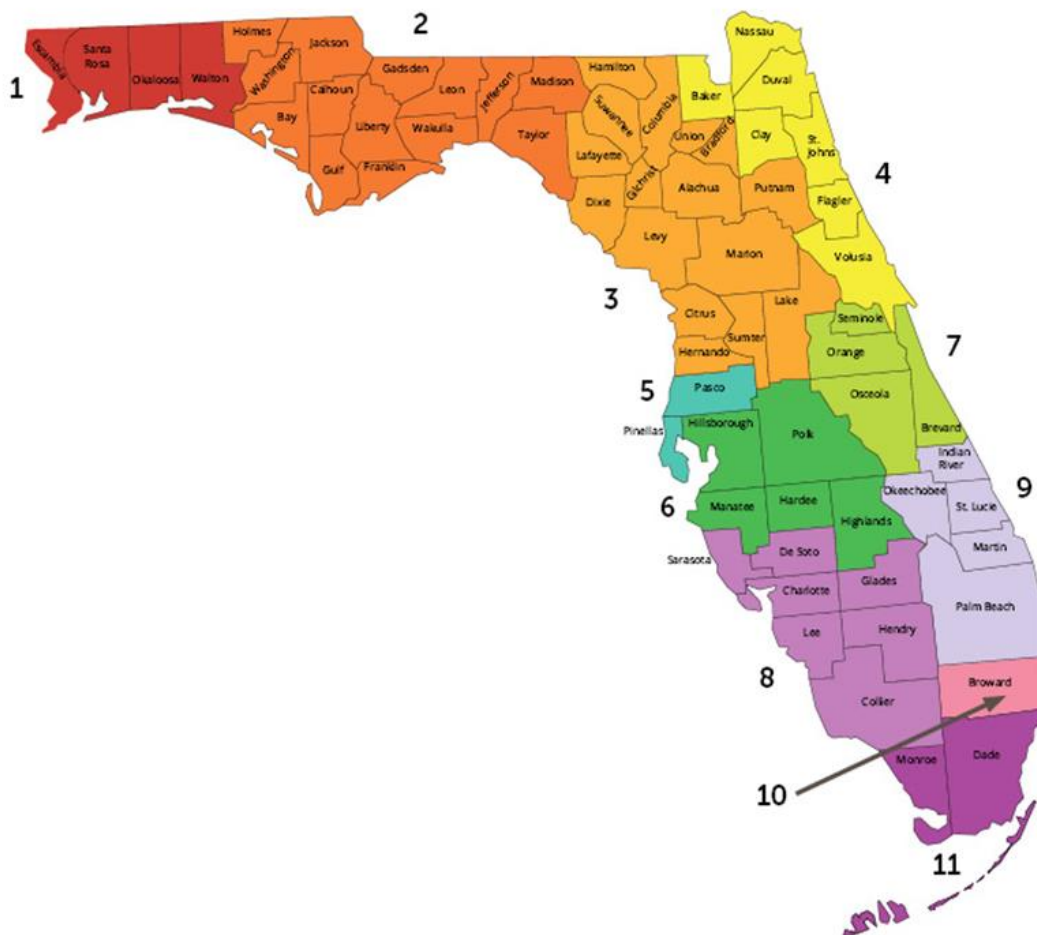 2
1
Escambia
Santa
Rosa
Okaloosa
Walton
Holmes
Washington
Jackson
Bay
Calhoun
Gulf
Liberty
Gadsden
Franklin
Leon
Wakulla
Jefferson
Madison
Taylor
Hamilton
Suwannee
Lafayette
Dixie
Columbia
Gilchrist
Union
Bradford
Alachua
Levy
Putnam
Marion
Citrus
Hernando
Sumter
Lake
3
Nassau
Duval
Baker
Clay
St.
Johns
Flagler
Volusia
4
Seminole
Orange
Osceola
Brevard
7
5
Pasco
Pinellas
Hillsborough
Polk
Manatee
Hardee
Highlands
6
Indian
River
Okeechobee
St. Lucie
Martin
Palm Beach
9
Sarasota
De Soto
Charlotte
Glades
Lee
Hendry
Collier
8
Broward
10
Monroe
Dade
11